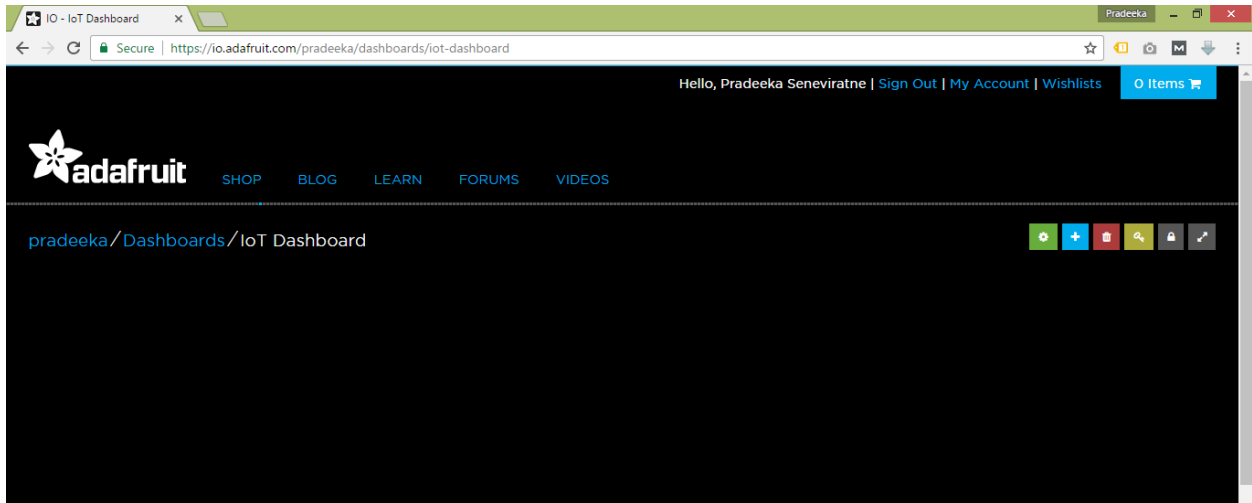 IO - IoT Dashboard
Pradeeka
Secure | https://io.adafruit.com/pradeeka/dashboards/iot-dashboard
Hello, Pradeeka Seneviratne | Sign Out | My Account | Wishlists 0 Items
adafruit SHOP BLOG LEARN FORUMS VIDEOS
pradeeka/Dashboards/IoT Dashboard